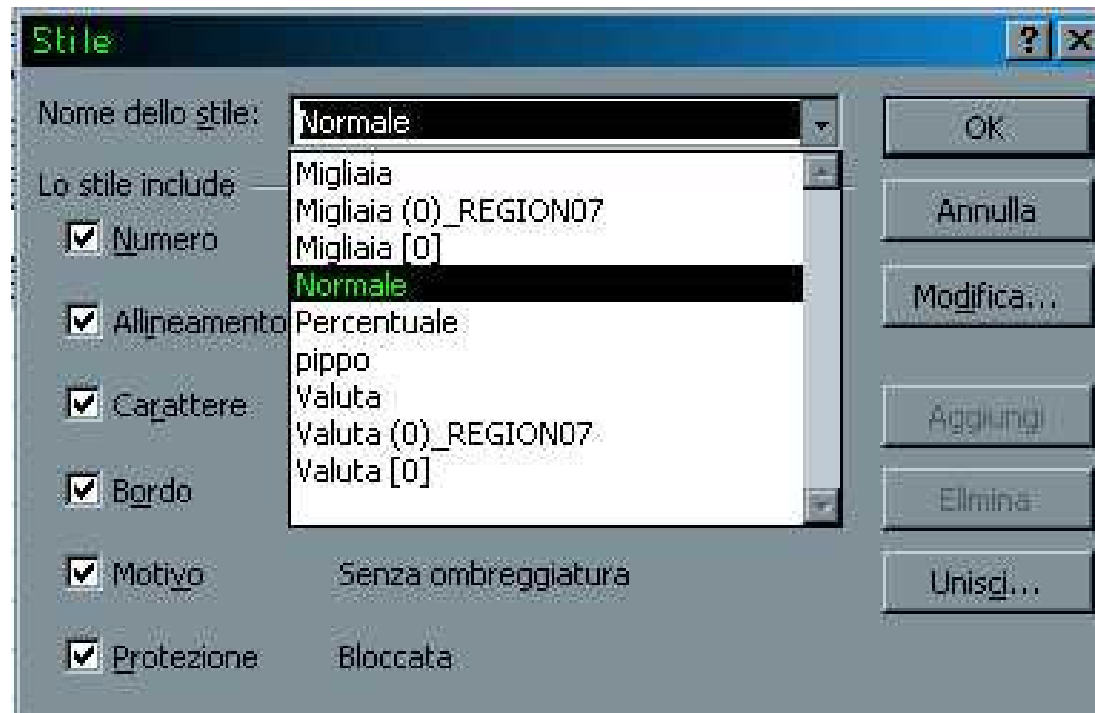 Stile
Nome dello stile: Normale
OK
Lo stile include
Migliaia
Migliaia (0)_REGION07
Migliaia [0]
Normale
Percentuale
pippo
Valuta
Valuta (0)_REGION07
Valuta [0]
Annulla
Numero
Modifica...
Allineamento
Carattere
Aggiungi
Bordo
Elimina
Motivo Senza ombreggiatura
Unisci...
Protezione Bloccata